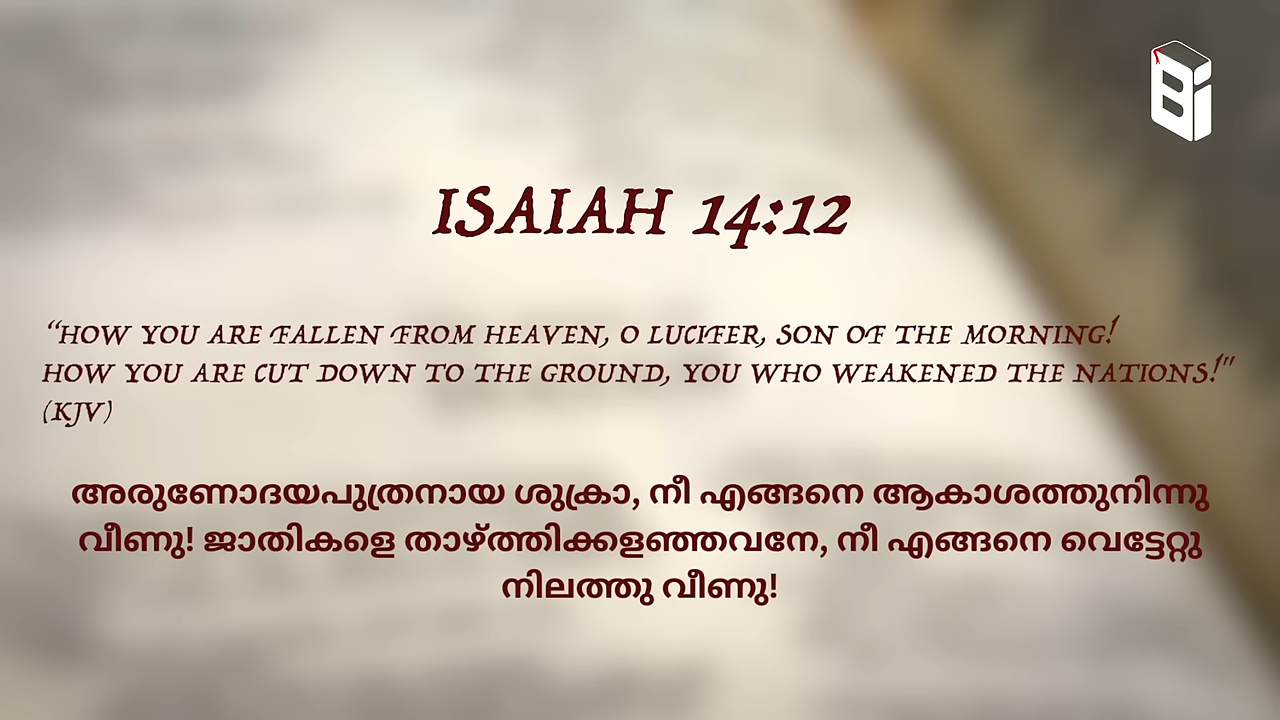 Bi
ISAIAH 14:12
“HOW YOU ARE FALLEN FROM HEAVEN, O LUCIFER, SON OF THE MORNING!
HOW YOU ARE CUT DOWN TO THE GROUND, YOU WHO WEAKENED THE NATIONS!"
(KJV)
അരുണോദയപുത്രനായ ശുക്രാ, നീ എങ്ങനെ ആകാശത്തുനിന്നു
വീണു! ജാതികളെ താഴ്ത്തിക്കളഞ്ഞവനേ, നീ എങ്ങനെ വെട്ടേറ്റു
നിലത്തു വീണു!